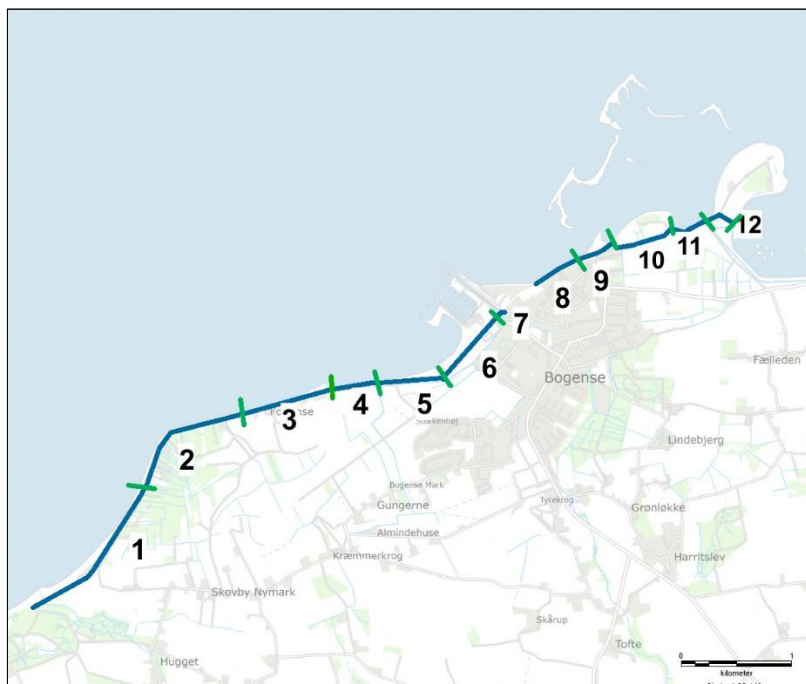 12
11
10
9
8
7
6
Bogense
Fælleden
5
4
3
Lindebjerg
2
Bogense Mark
Gungerne
Tyrekrog
Grønløkke
Almindehuse
1
Kræmmerkrog
Harritslev
Skovby Nymark
Skårup
Tofte
Hugget
0 1
kilometer